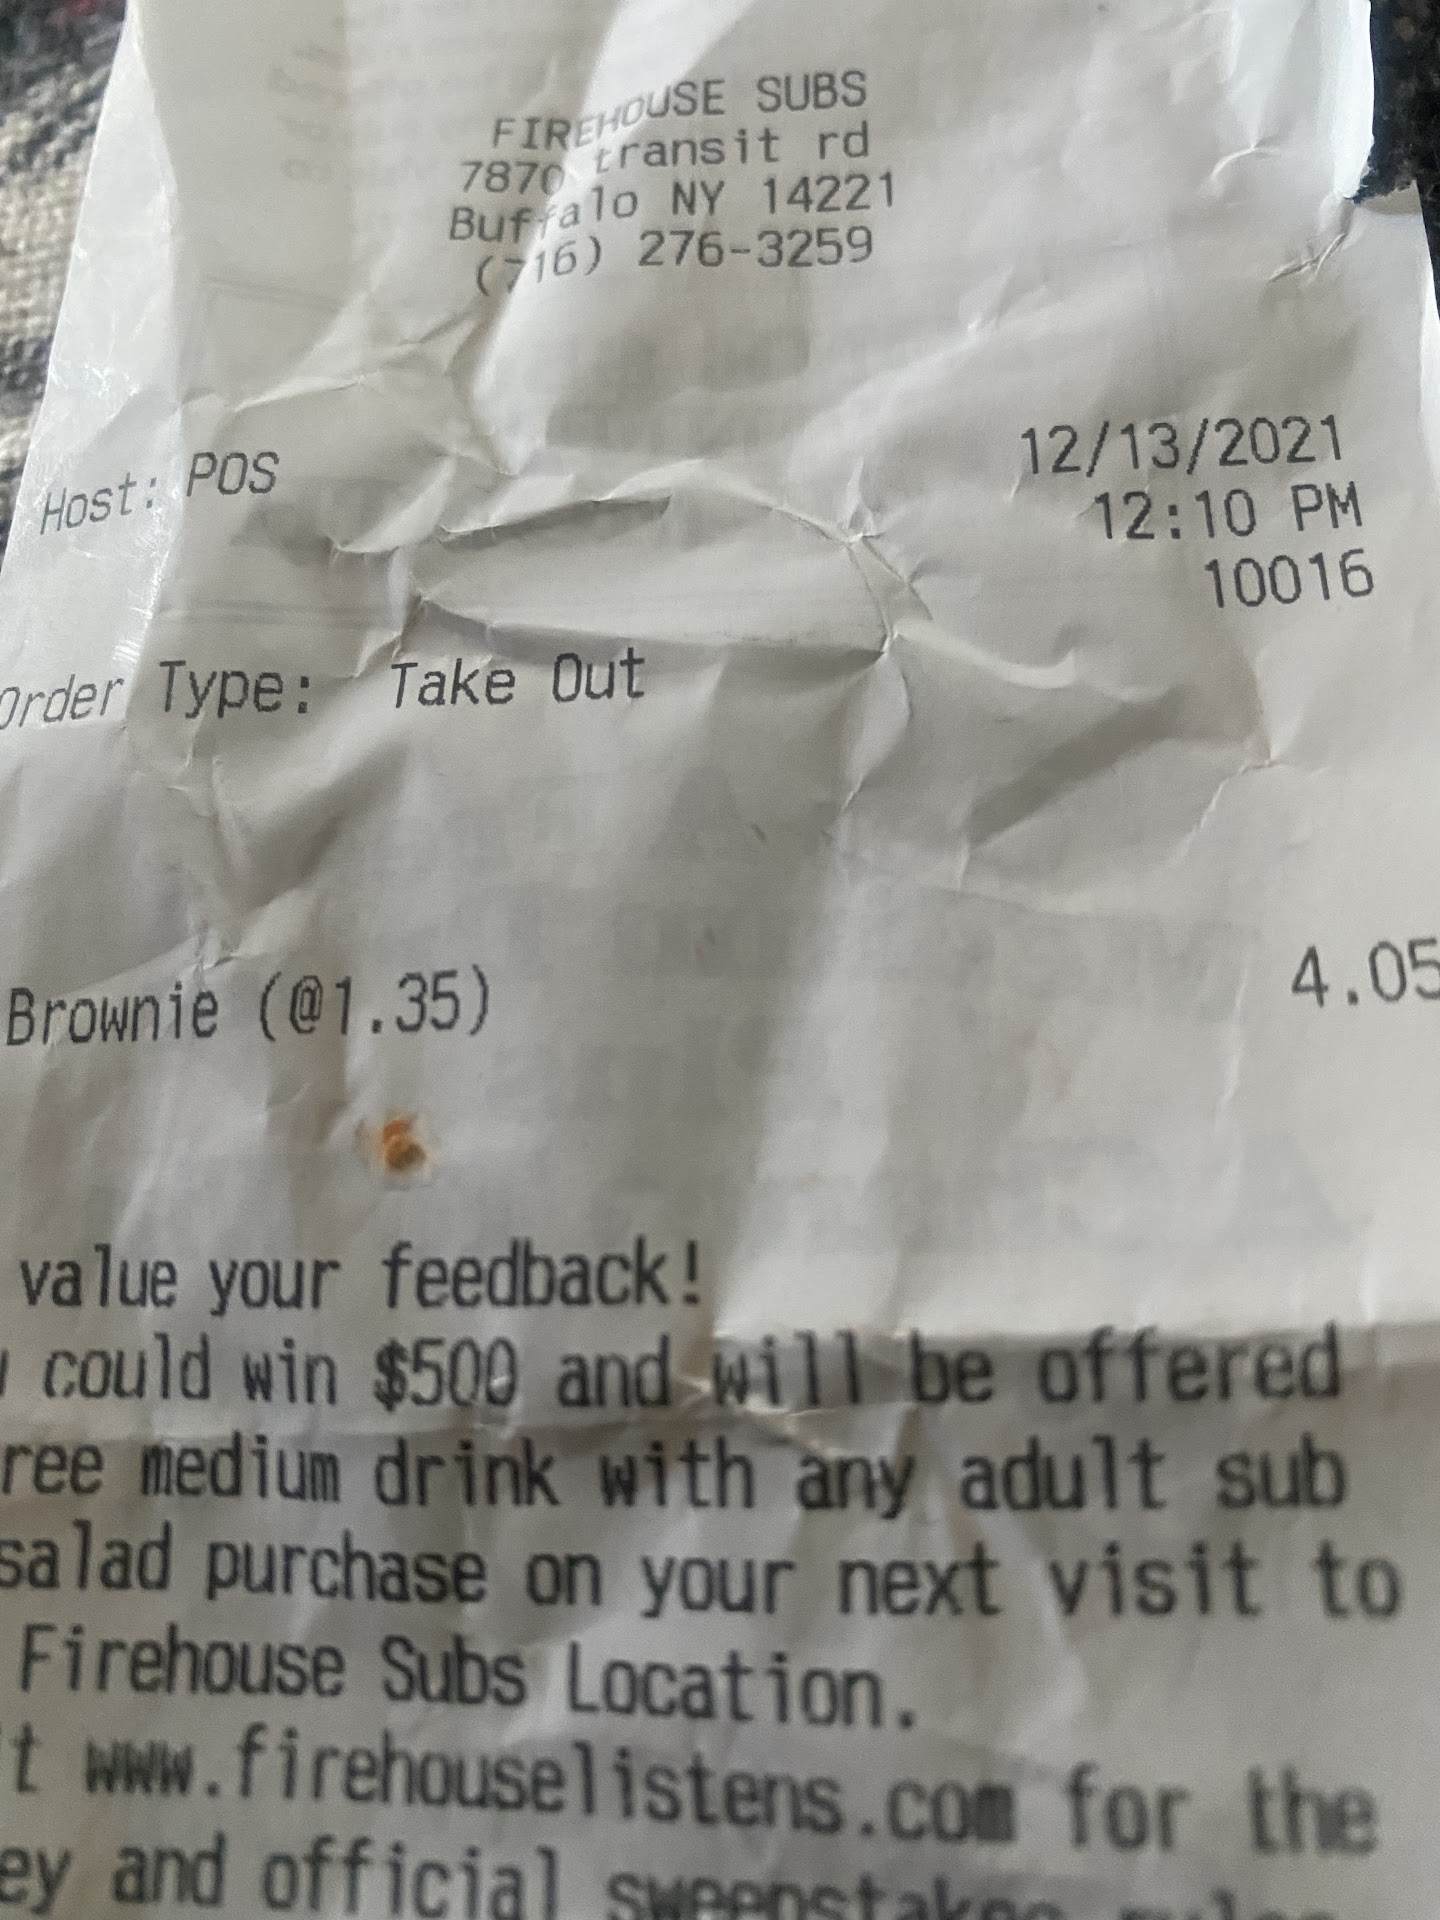 FIREHOUSE SUBS
7870 transit rd
Buffalo NY 14221
(716) 276-3259
Host: POS
12/13/2021
12:10 PM
10016
Order Type: Take Out
Brownie (@1.35) 4.05
value your feedback!
could win $500 and will be offered
ree medium drink with any adult sub
salad purchase on your next visit to
Firehouse Subs Location.
t www.firehouselistens.com for the
ey and official sweepstakes rules